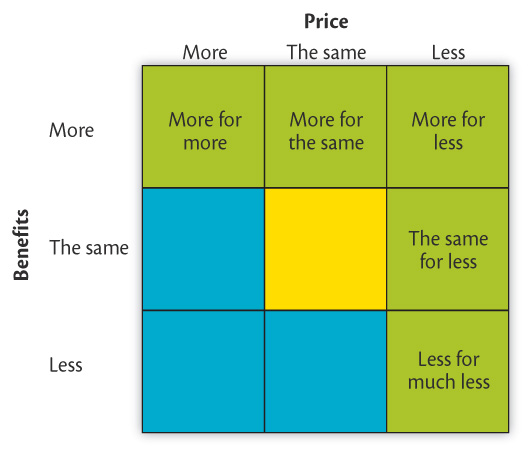 Price
More
The same
Less
More
More for
more
More for
the same
More for
less
Benefits
The same
The same
for less
Less
Less for
much less